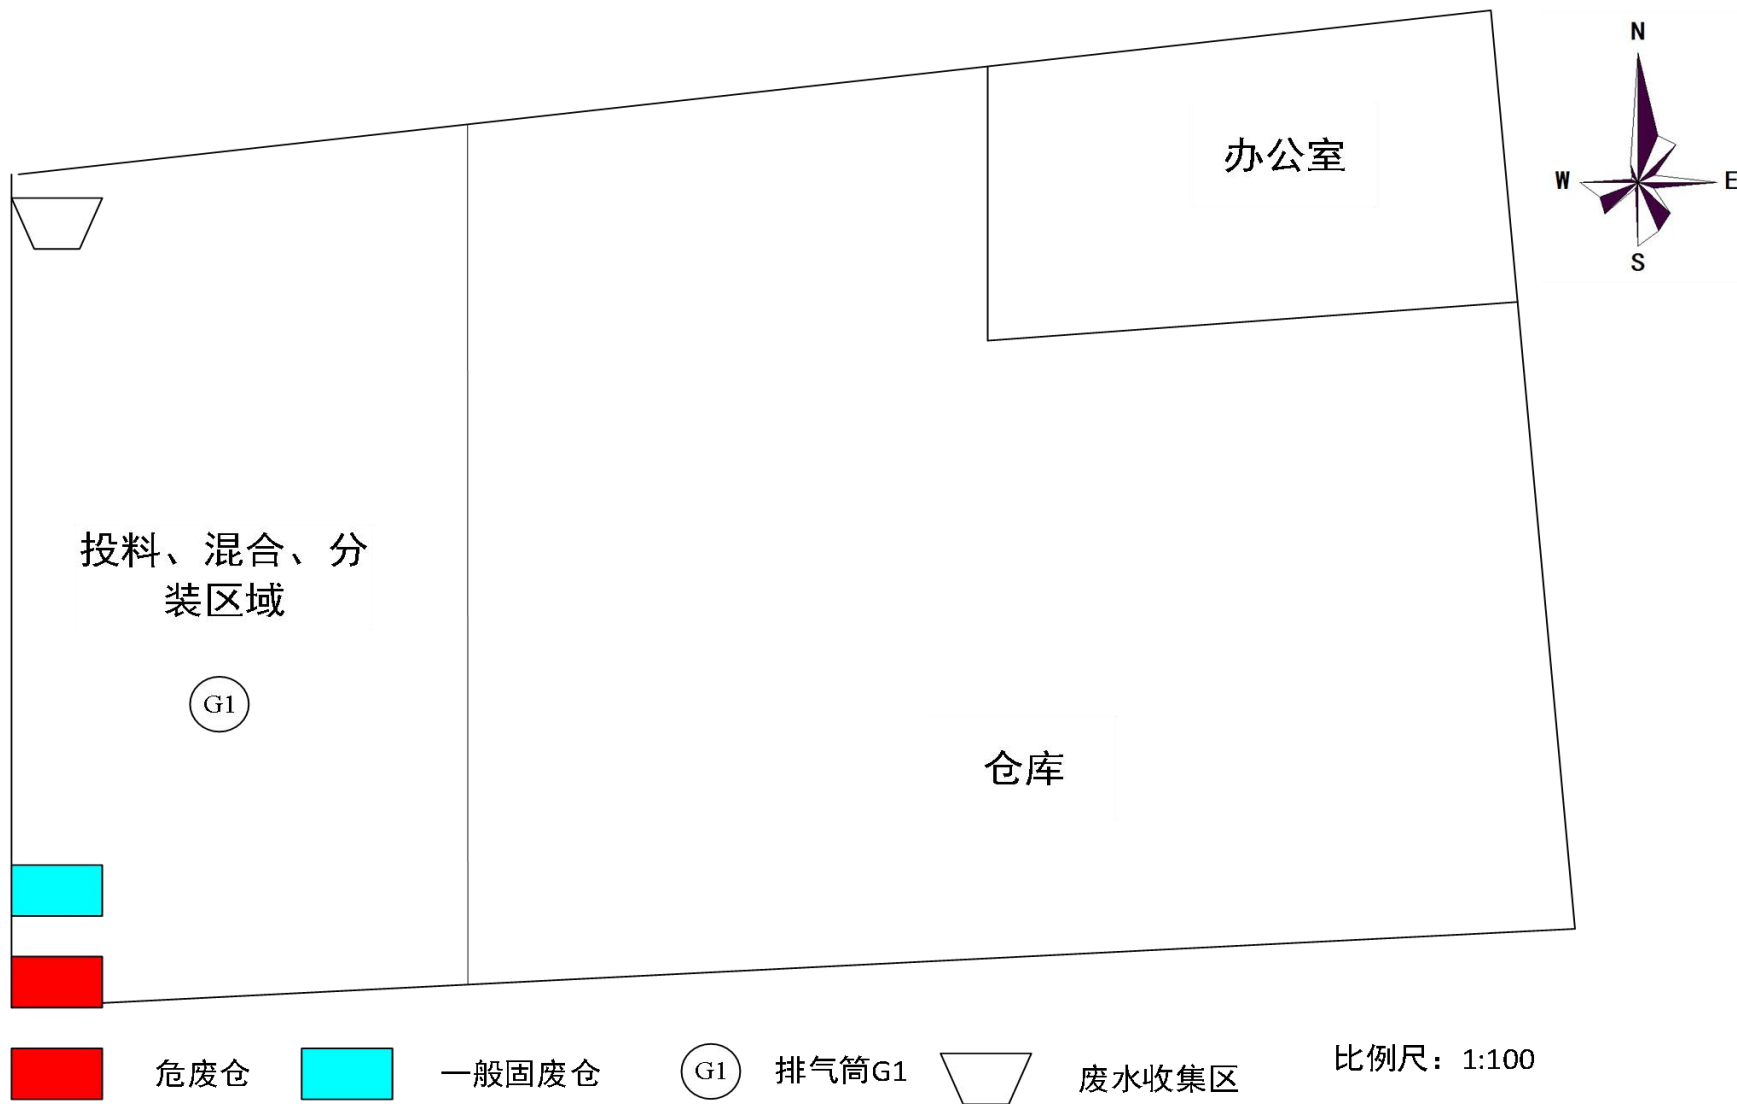 N
办公室
W
E
S
投料、混合、分
装区域
G1
仓库
危废仓
一般固废仓
G1
排气筒G1
废水收集区
比例尺：1:100